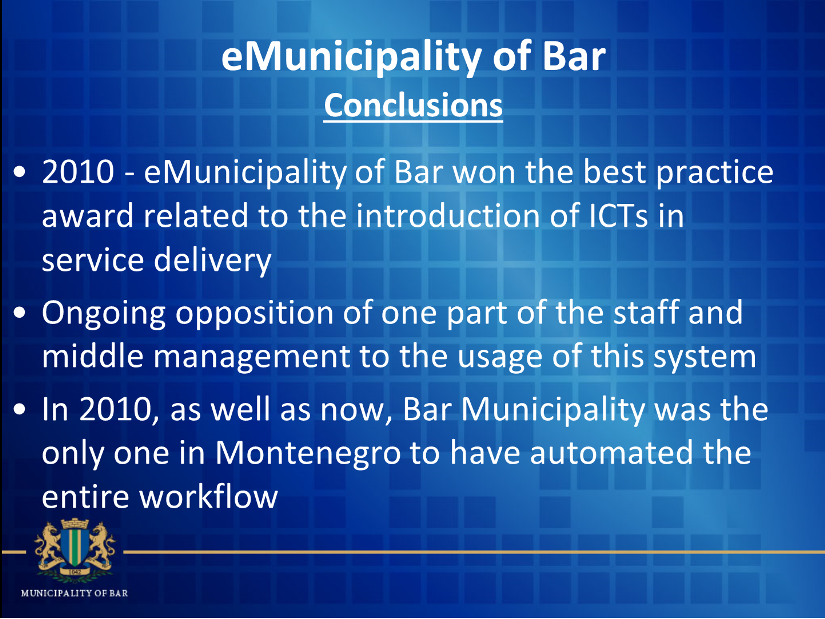 eMunicipality of Bar
Conclusions
• 2010 - eMunicipality of Bar won the best practice
award related to the introduction of ICTs in
service delivery
• Ongoing opposition of one part of the staff and
middle management to the usage of this system
• In 2010, as well as now, Bar Municipality was the
only one in Montenegro to have automated the
entire workflow
1042
MUNICIPALITY OF BAR